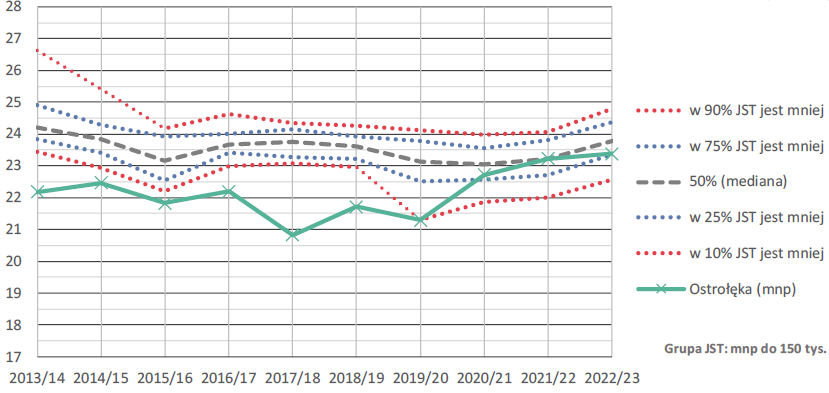 28
27
26
25
24
23
22
21
20
19
18
17
2013/14 2014/15 2015/16 2016/17 2017/18 2018/19 2019/20 2020/21 2021/22 2022/23
w 90% JST jest mniej
w 75% JST jest mniej
50% (mediana)
w 25% JST jest mniej
w 10% JST jest mniej
Ostrołęka (mnp)
Grupa JST: mnp do 150 tys.